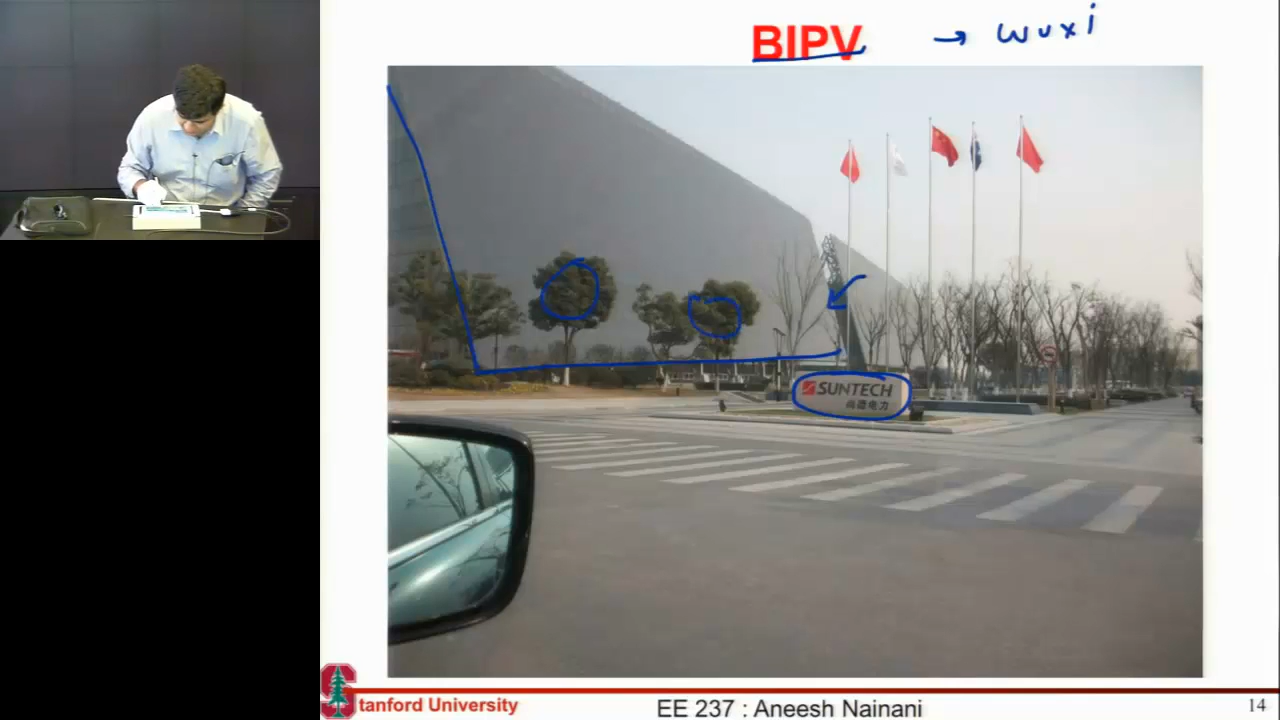 BIPV → wuxi
SUNTECH
尚德电力
Stanford University
EE 237 : Aneesh Nainani
14